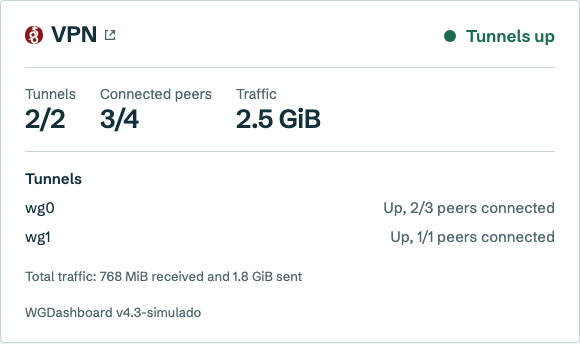 VPN
Tunnels up
Tunnels Connected peers Traffic
2/2 3/4 2.5 GiB
Tunnels
wg0 Up, 2/3 peers connected
wg1 Up, 1/1 peers connected
Total traffic: 768 MiB received and 1.8 GiB sent
WGDashboard v4.3-simulado